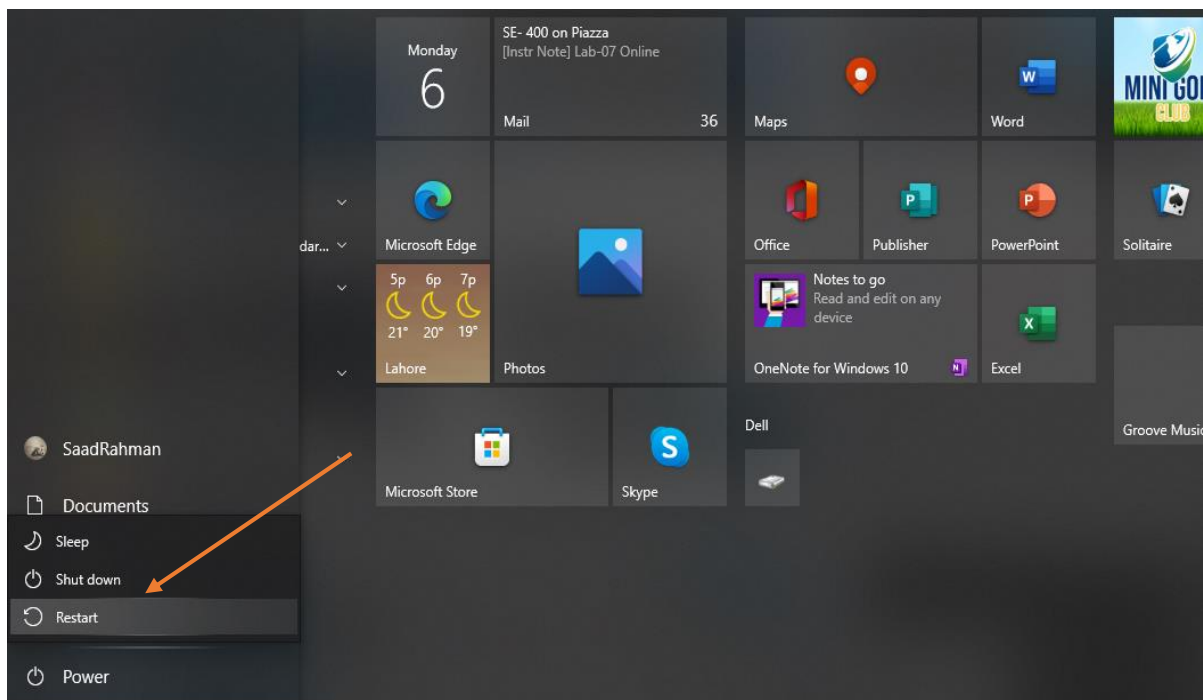 Monday
6
SE- 400 on Piazza
[Instr Note] Lab-07 Online
Mail 36
Maps
W
Word
MINI GOL
CLUB
dar...
Microsoft Edge
Photos
Office
P
Publisher
P
PowerPoint
Solitaire
5p 6p 7p
21° 20° 19°
Lahore
Notes to go
Read and edit on any
device
OneNote for Windows 10
N
X
Excel
Groove Music
Microsoft Store
S
Skype
Dell
SaadRahman
Documents
Sleep
Shut down
Restart
Power